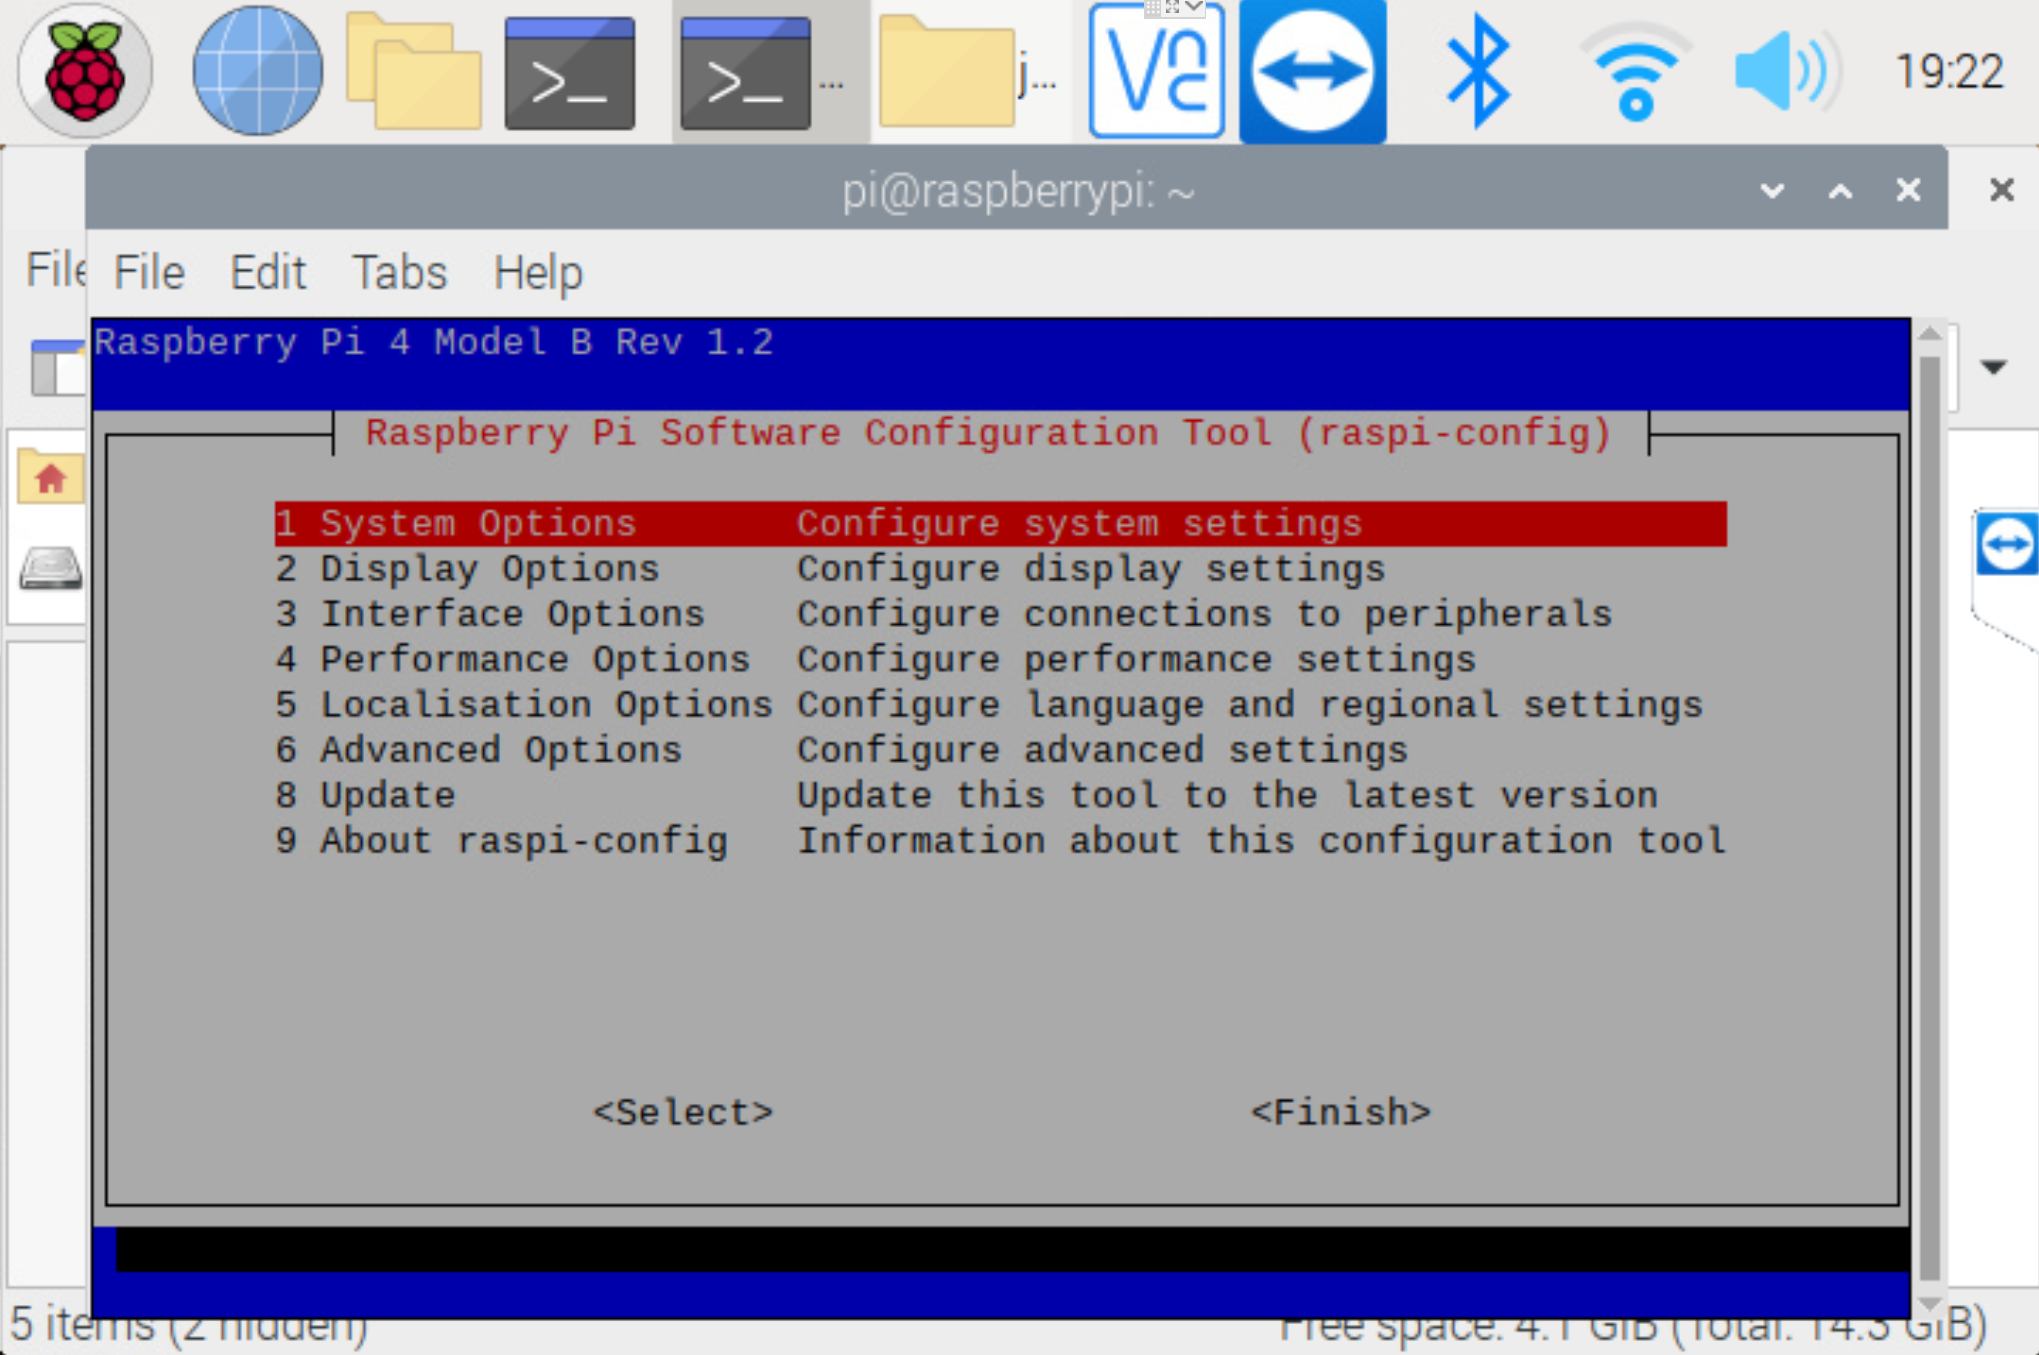 >_
>_
...
j...
VNC
19:22
pi@raspberrypi: ~
File
File Edit Tabs Help
Raspberry Pi 4 Model B Rev 1.2
Raspberry Pi Software Configuration Tool (raspi-config)
1 System Options Configure system settings
2 Display Options Configure display settings
3 Interface Options Configure connections to peripherals
4 Performance Options Configure performance settings
5 Localisation Options Configure language and regional settings
6 Advanced Options Configure advanced settings
8 Update Update this tool to the latest version
9 About raspi-config Information about this configuration tool
<Select> <Finish>
5 items (2 hidden) Free space: 4.1 GiB (Total: 14.3 GiB)